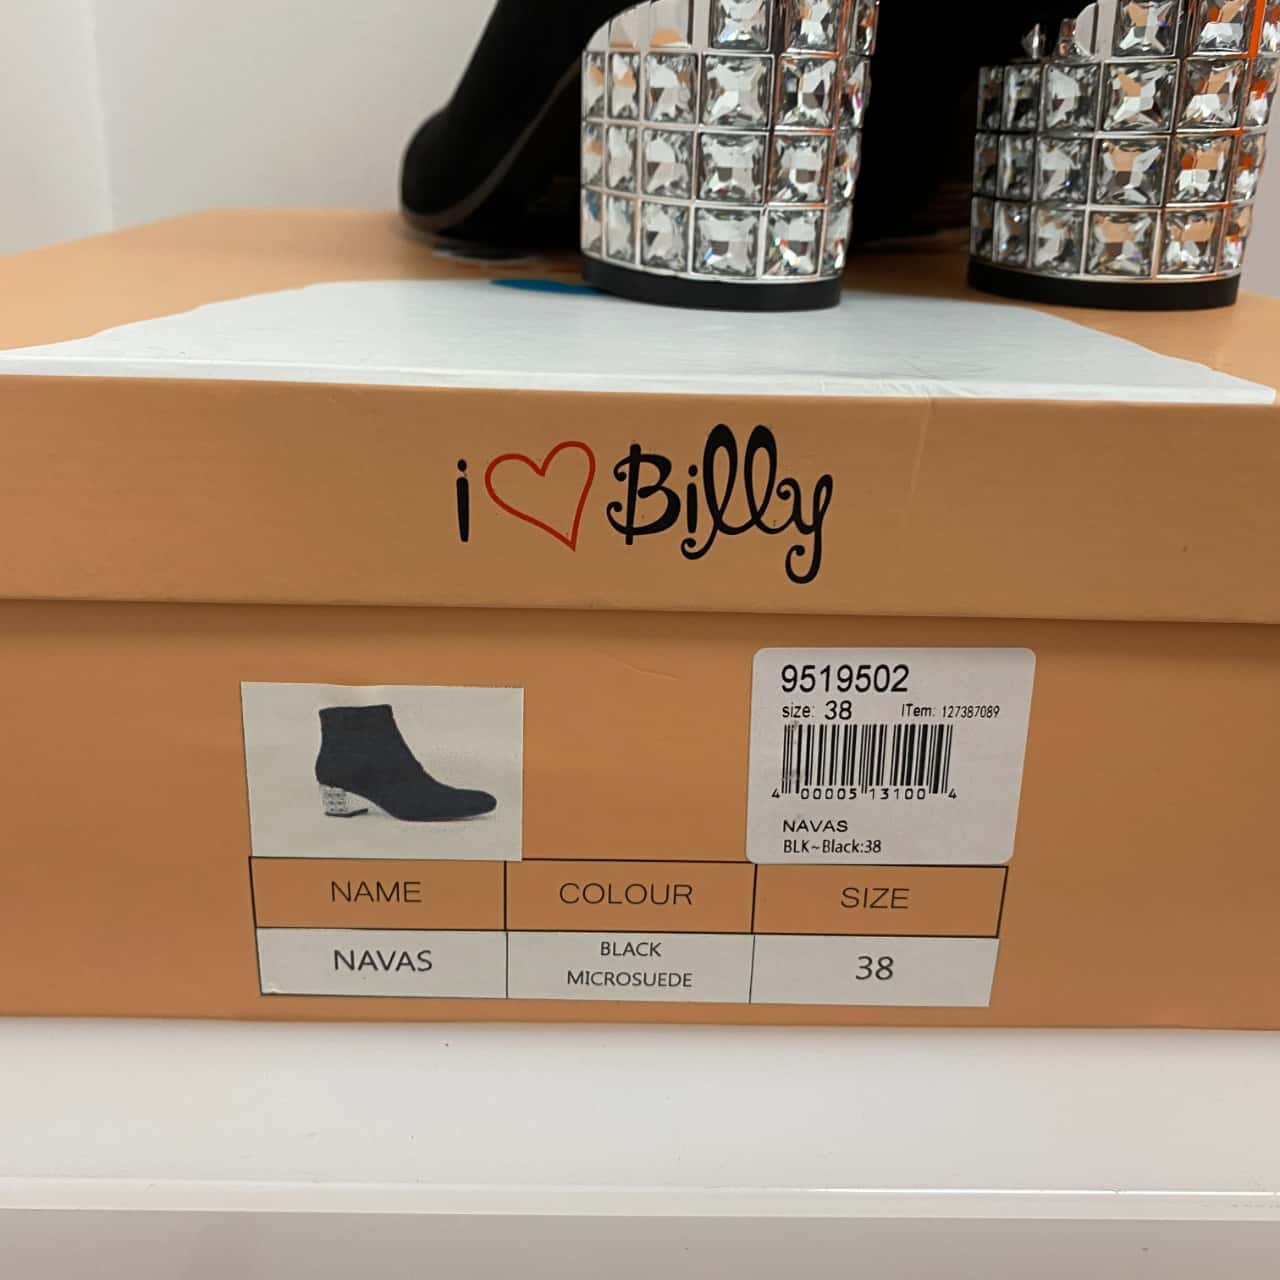 i ♡ Billy
9519502
size: 38 ITem: 127387089
4 00005 13100 4
NAVAS
BLK~Black:38
NAME COLOUR SIZE
NAVAS BLACK MICROSUEDE 38